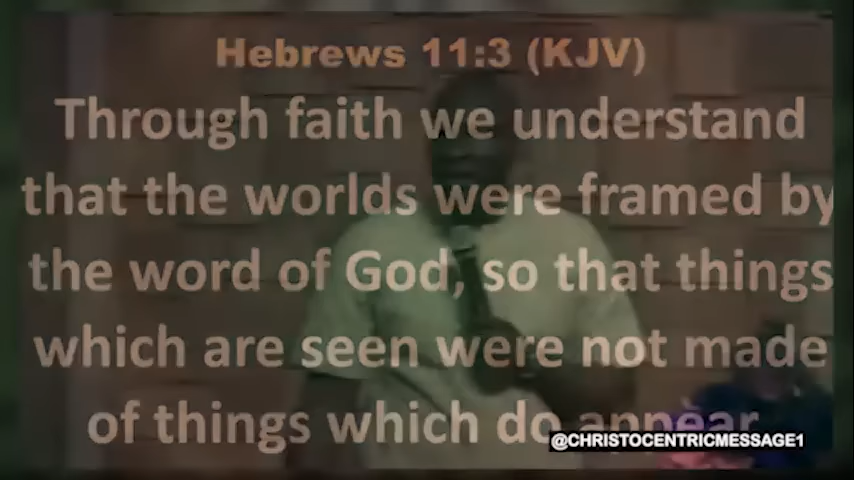 Hebrews 11:3 (KJV)
Through faith we understand
that the worlds were framed by
the word of God, so that things
which are seen were not made
of things which do appear
@CHRISTOCENTRICMESSAGE1